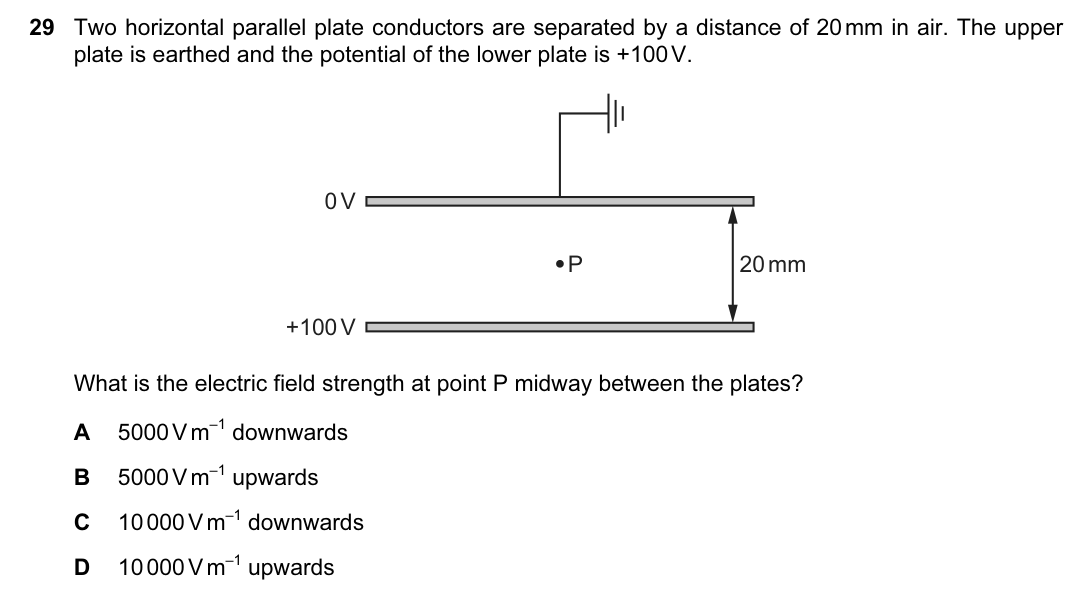 29 Two horizontal parallel plate conductors are separated by a distance of 20 mm in air. The upper
plate is earthed and the potential of the lower plate is +100 V.
0 V
•P
20 mm
+100 V
What is the electric field strength at point P midway between the plates?
A 5000 V m⁻¹ downwards
B 5000 V m⁻¹ upwards
C 10 000 V m⁻¹ downwards
D 10 000 V m⁻¹ upwards